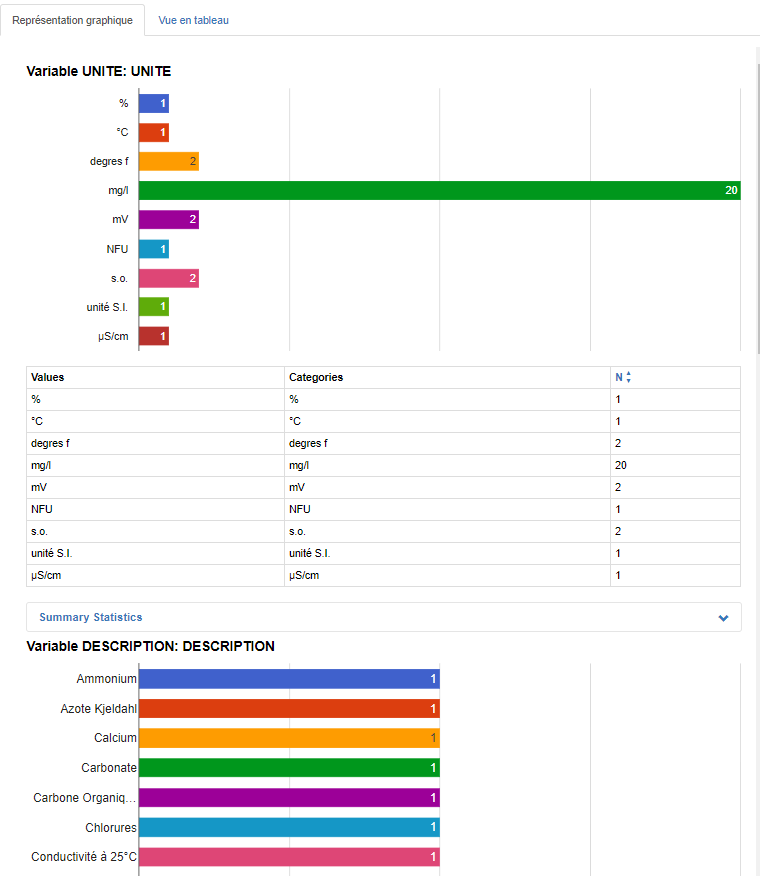 Représentation graphique Vue en tableau
Variable UNITE: UNITE
% 1
°C 1
degres f 2
mg/l 20
mV 2
NFU 1
s.o. 2
unité S.I. 1
µS/cm 1
Values Categories N
% % 1
°C °C 1
degres f degres f 2
mg/l mg/l 20
mV mV 2
NFU NFU 1
s.o. s.o. 2
unité S.I. unité S.I. 1
µS/cm µS/cm 1
Summary Statistics
Variable DESCRIPTION: DESCRIPTION
Ammonium 1
Azote Kjeldahl 1
Calcium 1
Carbonate 1
Carbone Organiq... 1
Chlorures 1
Conductivité à 25°C 1